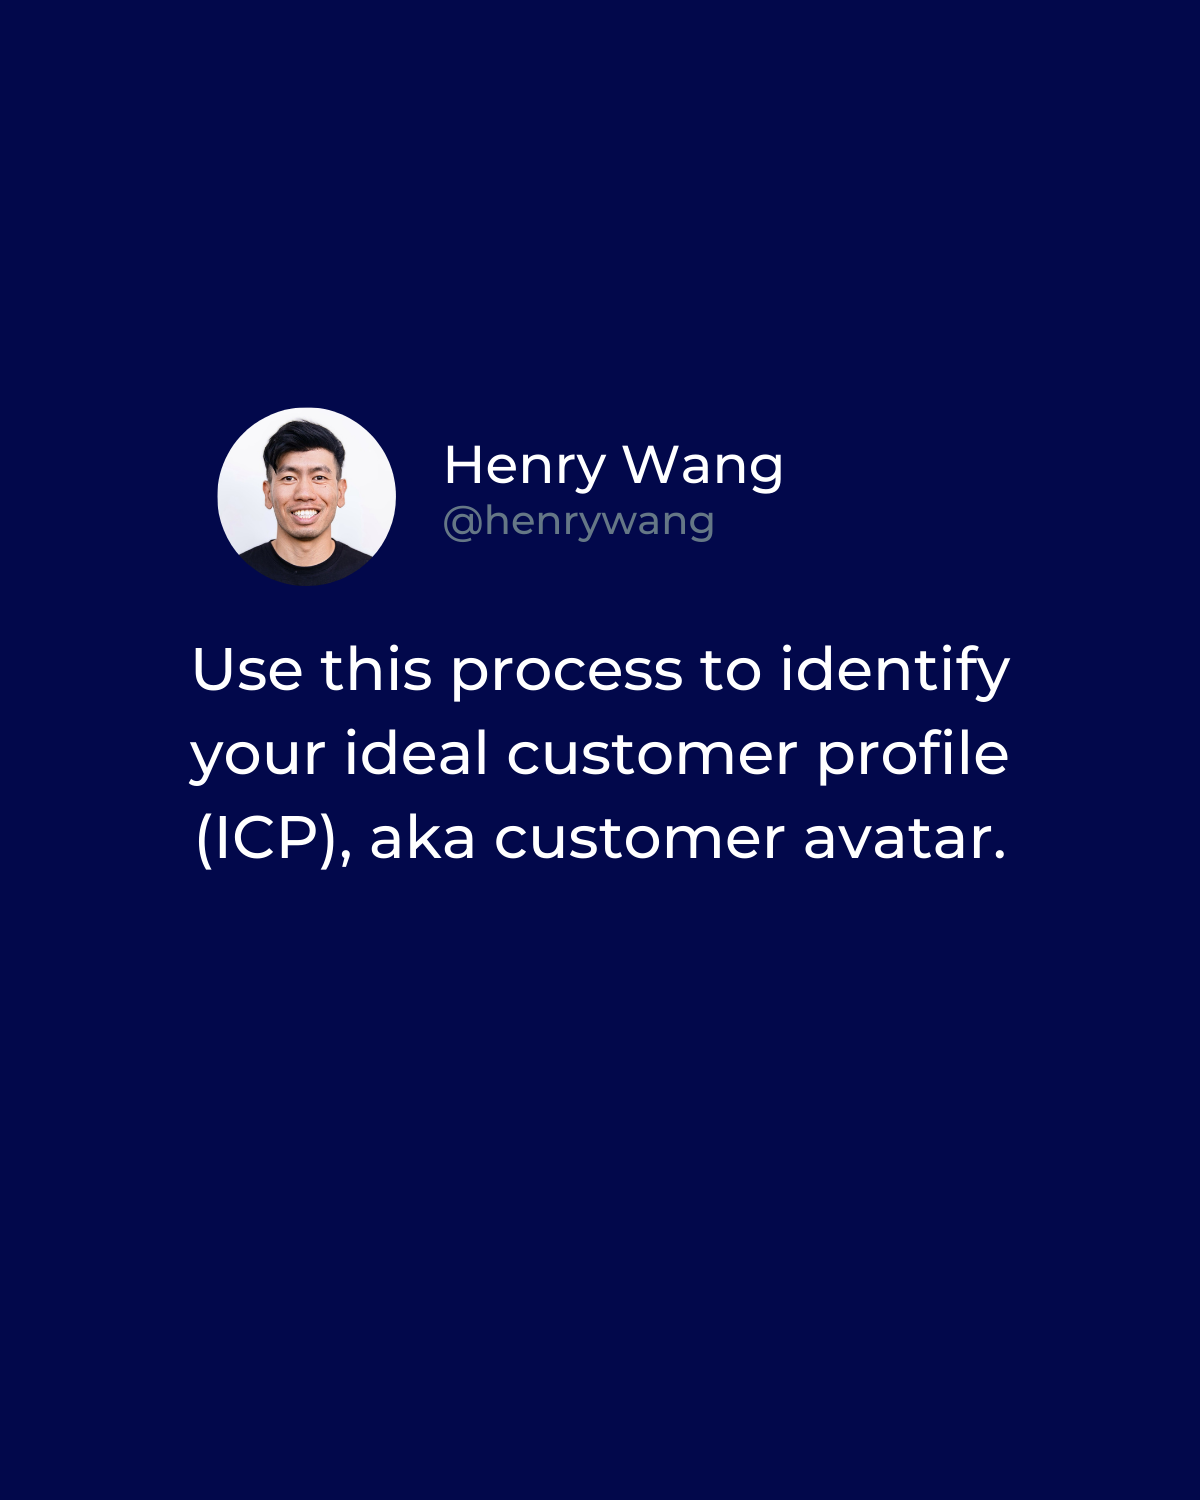 Henry Wang
@henrywang
Use this process to identify
your ideal customer profile
(ICP), aka customer avatar.